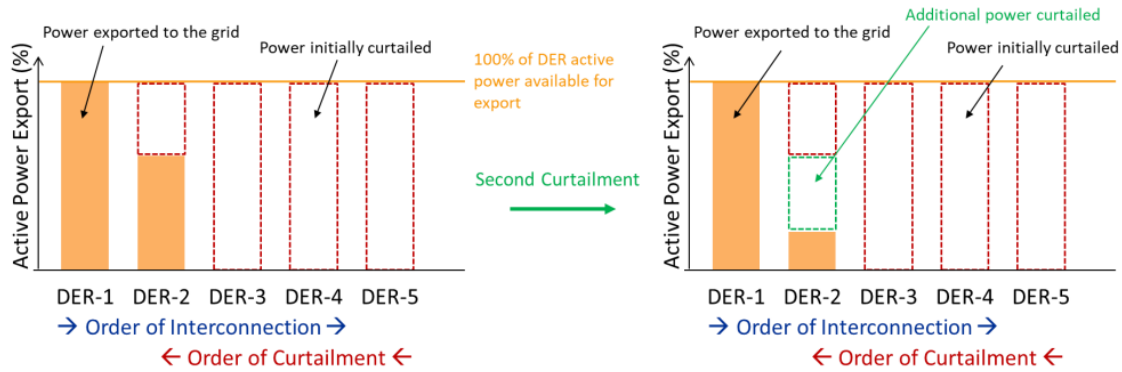 Active Power Export (%)
Power exported to the grid
Power initially curtailed
100% of DER active
power available for
export
DER-1 DER-2 DER-3 DER-4 DER-5
→ Order of Interconnection →
← Order of Curtailment ←
Second Curtailment
Active Power Export (%)
Additional power curtailed
Power exported to the grid
Power initially curtailed
DER-1 DER-2 DER-3 DER-4 DER-5
→ Order of Interconnection →
← Order of Curtailment ←